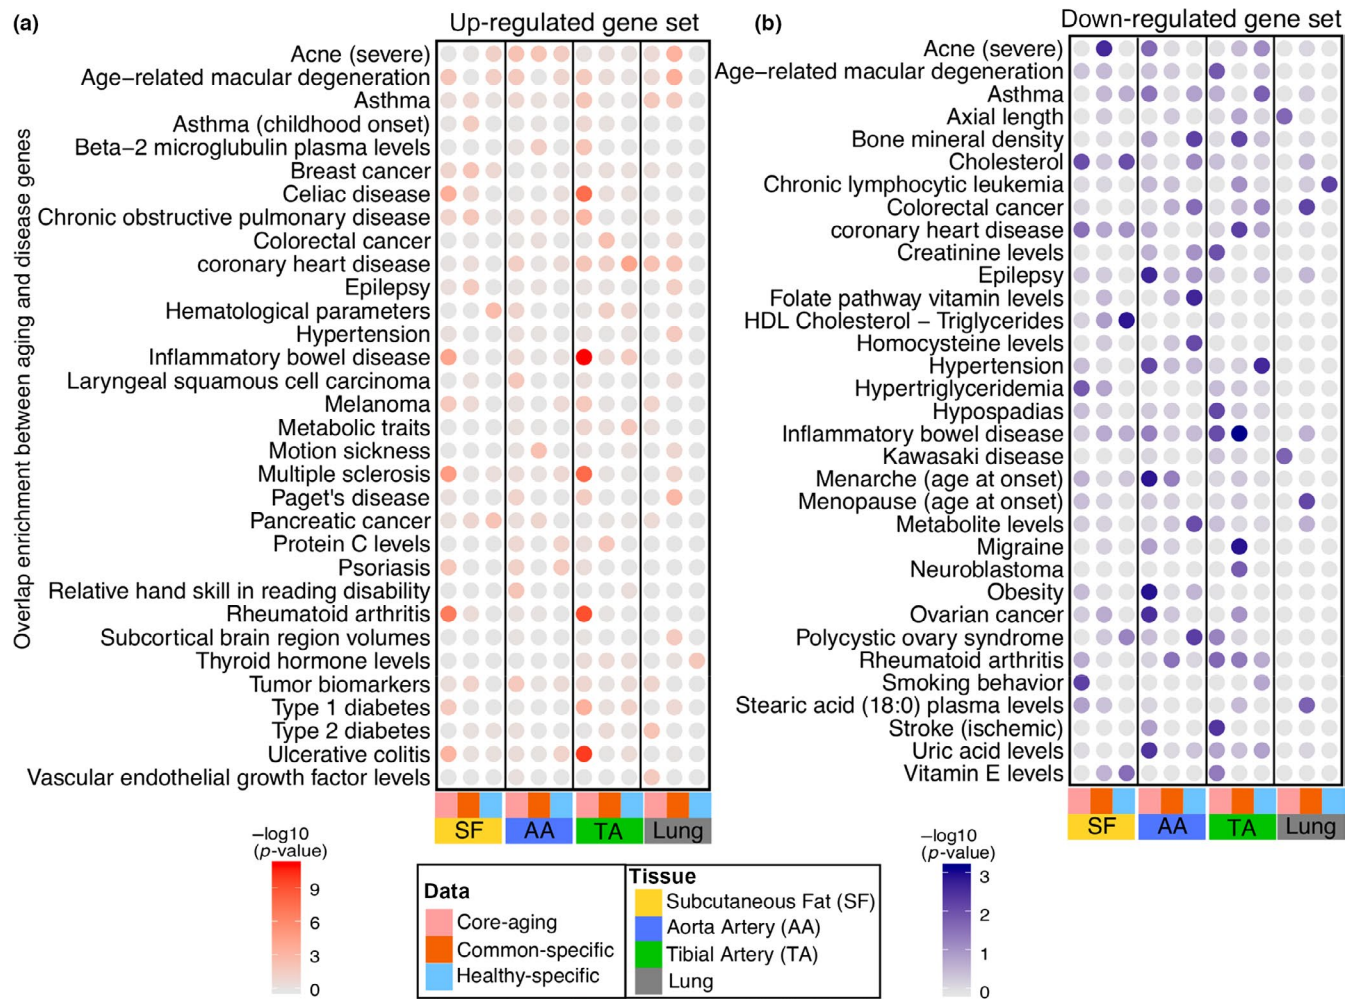 (a)
Up-regulated gene set
Overlap enrichment between aging and disease genes
Acne (severe)
Age−related macular degeneration
Asthma
Asthma (childhood onset)
Beta−2 microglubulin plasma levels
Breast cancer
Celiac disease
Chronic obstructive pulmonary disease
Colorectal cancer
coronary heart disease
Epilepsy
Hematological parameters
Hypertension
Inflammatory bowel disease
Laryngeal squamous cell carcinoma
Melanoma
Metabolic traits
Motion sickness
Multiple sclerosis
Paget's disease
Pancreatic cancer
Protein C levels
Psoriasis
Relative hand skill in reading disability
Rheumatoid arthritis
Subcortical brain region volumes
Thyroid hormone levels
Tumor biomarkers
Type 1 diabetes
Type 2 diabetes
Ulcerative colitis
Vascular endothelial growth factor levels
SF AA TA Lung
−log10
(p-value)
9
6
3
0
(b)
Down-regulated gene set
Acne (severe)
Age−related macular degeneration
Asthma
Axial length
Bone mineral density
Cholesterol
Chronic lymphocytic leukemia
Colorectal cancer
coronary heart disease
Creatinine levels
Epilepsy
Folate pathway vitamin levels
HDL Cholesterol − Triglycerides
Homocysteine levels
Hypertension
Hypertriglyceridemia
Hypospadias
Inflammatory bowel disease
Kawasaki disease
Menarche (age at onset)
Menopause (age at onset)
Metabolite levels
Migraine
Neuroblastoma
Obesity
Ovarian cancer
Polycystic ovary syndrome
Rheumatoid arthritis
Smoking behavior
Stearic acid (18:0) plasma levels
Stroke (ischemic)
Uric acid levels
Vitamin E levels
SF AA TA Lung
−log10
(p-value)
3
2
1
0
Data
Core-aging
Common-specific
Healthy-specific
Tissue
Subcutaneous Fat (SF)
Aorta Artery (AA)
Tibial Artery (TA)
Lung